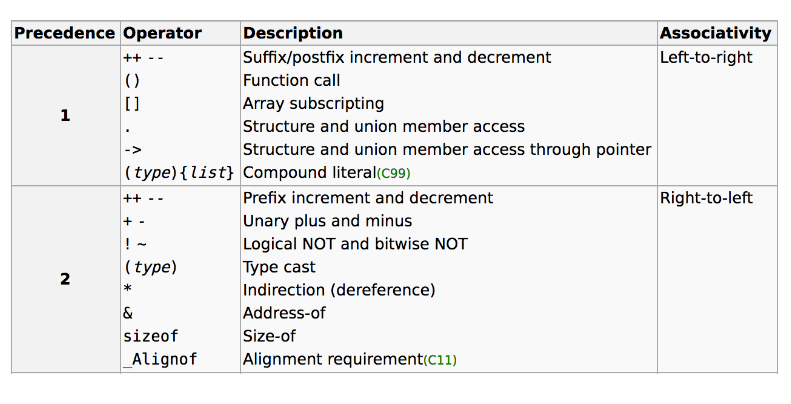 Precedence Operator Description Associativity
1
++ -- Suffix/postfix increment and decrement Left-to-right
() Function call
[] Array subscripting
. Structure and union member access
-> Structure and union member access through pointer
(type){list} Compound literal(C99)
2
++ -- Prefix increment and decrement Right-to-left
+ - Unary plus and minus
! ~ Logical NOT and bitwise NOT
(type) Type cast
* Indirection (dereference)
& Address-of
sizeof Size-of
_Alignof Alignment requirement(C11)